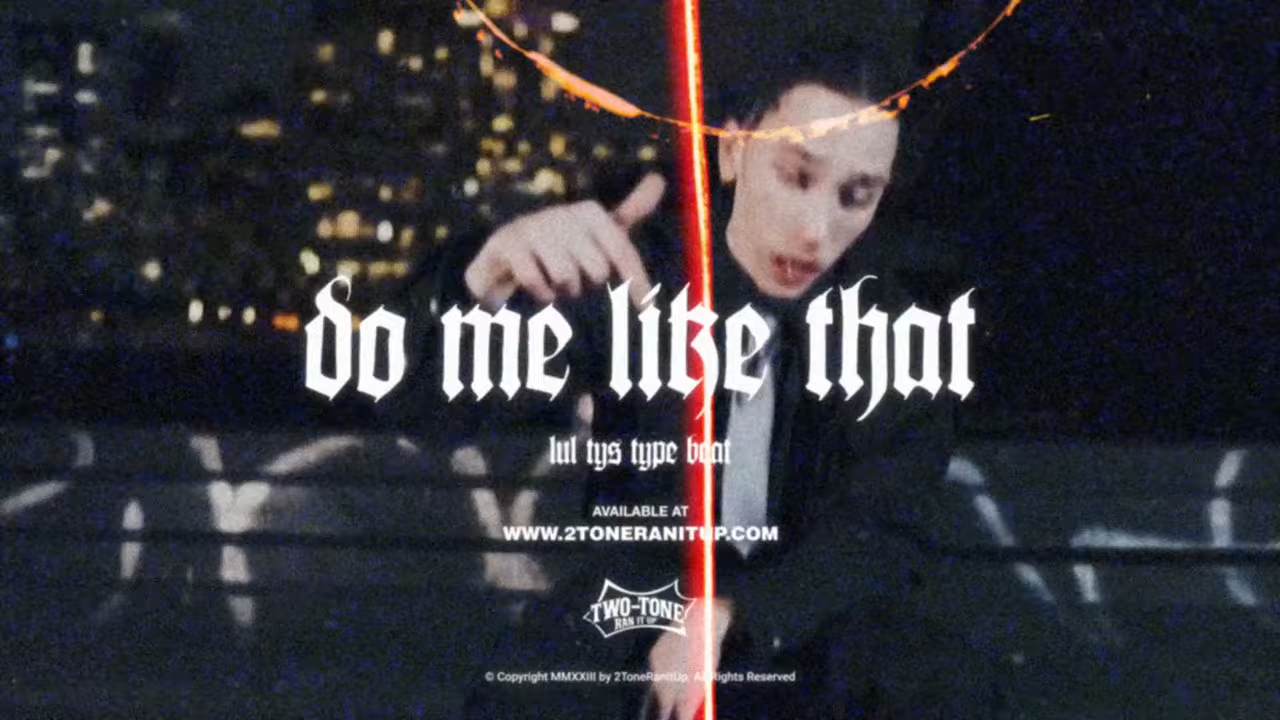 do me like that
lul tys type beat
AVAILABLE AT
WWW.2TONERANITUP.COM
TWO-TONE
RAN IT UP
© Copyright MMXXIII by 2ToneRanItUp, All Rights Reserved